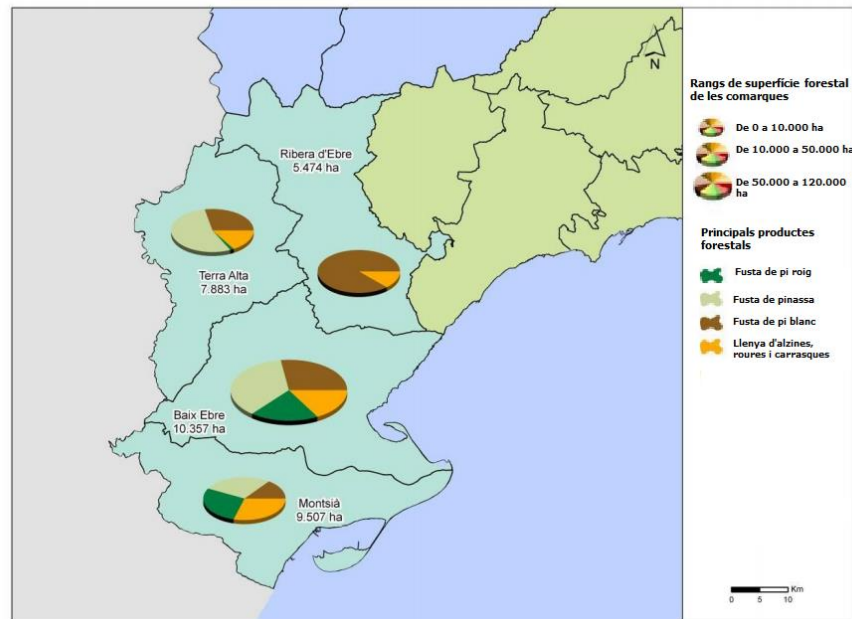 N
Ribera d'Ebre
5.474 ha
Terra Alta
7.883 ha
Baix Ebre
10.357 ha
Montsià
9.507 ha
Rangs de superfície forestal
de les comarques
De 0 a 10.000 ha
De 10.000 a 50.000 ha
De 50.000 a 120.000
ha
Principals productes
forestals
Fusta de pi roig
Fusta de pinassa
Fusta de pi blanc
Llenya d'alzines,
roures i carrasques
Km
0 5 10